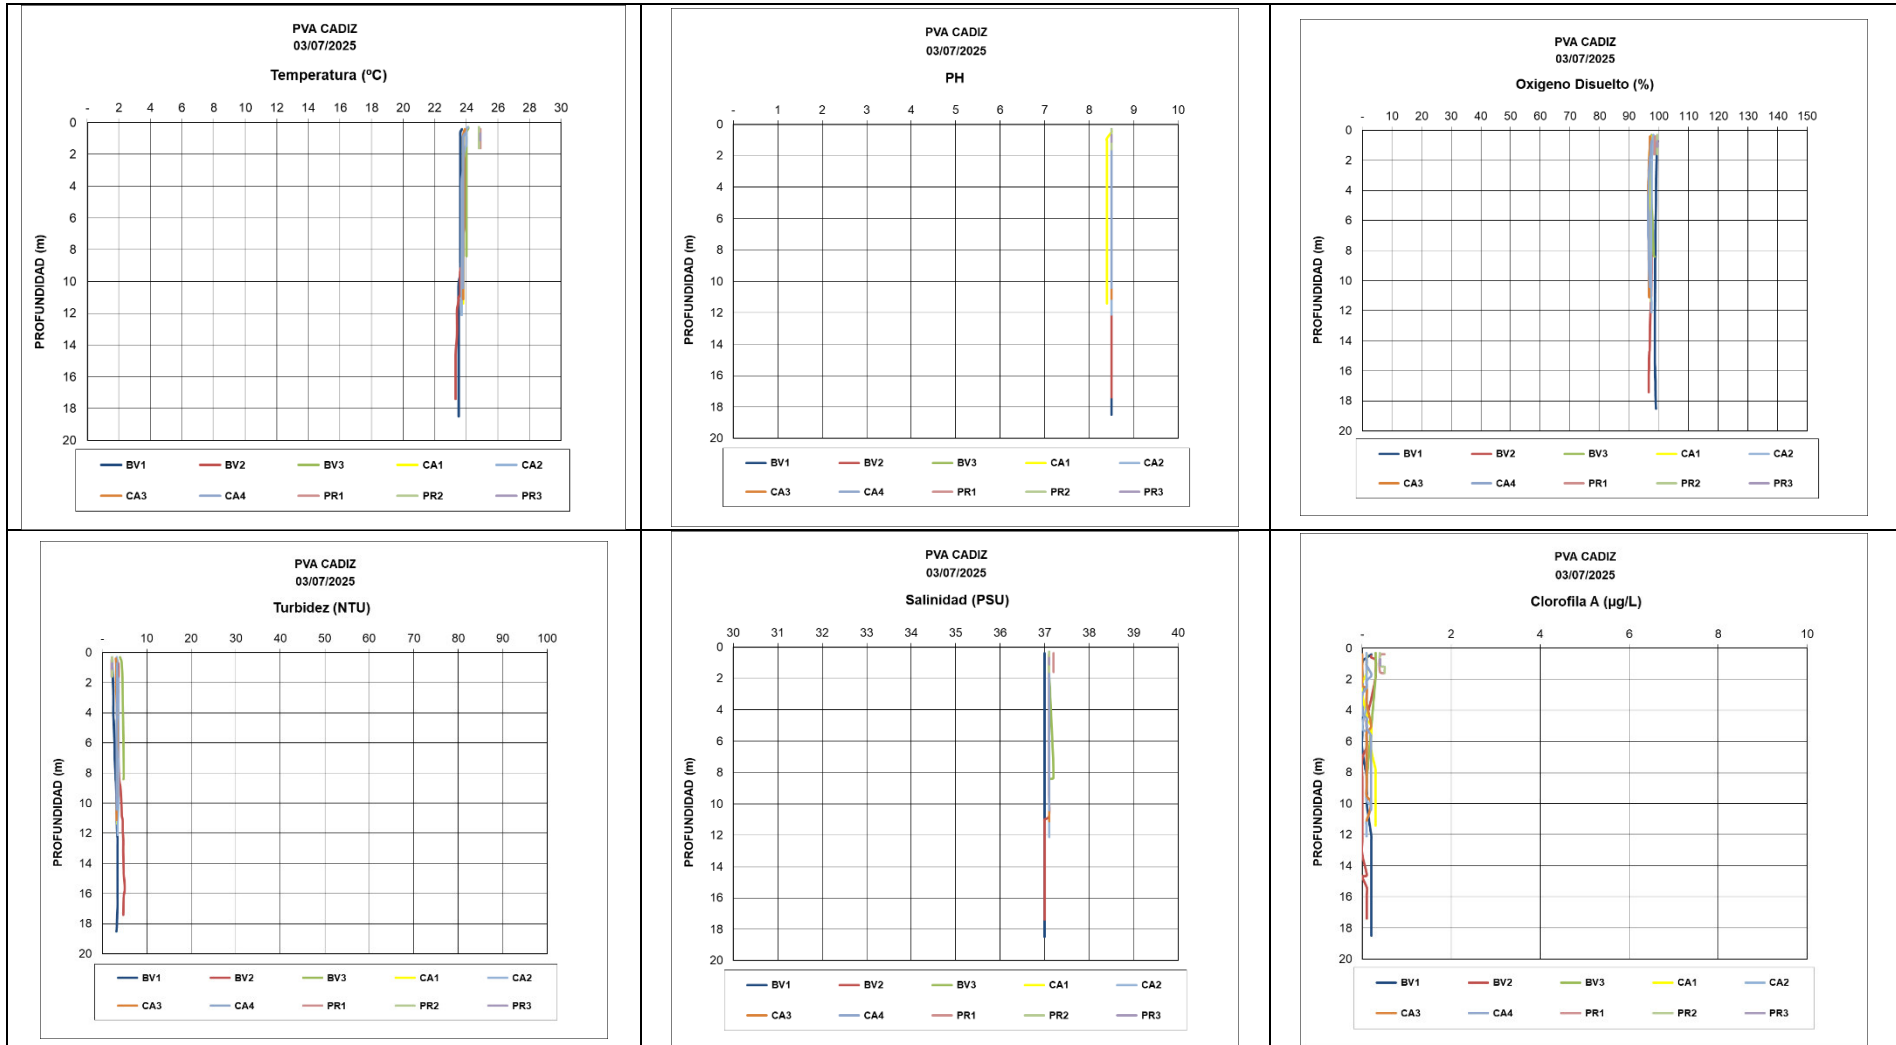 PVA CADIZ
03/07/2025
Temperatura (ºC)
- 2 4 6 8 10 12 14 16 18 20 22 24 26 28 30
0
2
4
6
8
10
12
14
16
18
20
PROFUNDIDAD (m)
BV1 BV2 BV3 CA1 CA2
CA3 CA4 PR1 PR2 PR3
PVA CADIZ
03/07/2025
PH
- 1 2 3 4 5 6 7 8 9 10
0
2
4
6
8
10
12
14
16
18
20
PROFUNDIDAD (m)
BV1 BV2 BV3 CA1 CA2
CA3 CA4 PR1 PR2 PR3
PVA CADIZ
03/07/2025
Oxigeno Disuelto (%)
- 10 20 30 40 50 60 70 80 90 100 110 120 130 140 150
0
2
4
6
8
10
12
14
16
18
20
PROFUNDIDAD (m)
BV1 BV2 BV3 CA1 CA2
CA3 CA4 PR1 PR2 PR3
PVA CADIZ
03/07/2025
Turbidez (NTU)
- 10 20 30 40 50 60 70 80 90 100
0
2
4
6
8
10
12
14
16
18
20
PROFUNDIDAD (m)
BV1 BV2 BV3 CA1 CA2
CA3 CA4 PR1 PR2 PR3
PVA CADIZ
03/07/2025
Salinidad (PSU)
30 31 32 33 34 35 36 37 38 39 40
0
2
4
6
8
10
12
14
16
18
20
PROFUNDIDAD (m)
BV1 BV2 BV3 CA1 CA2
CA3 CA4 PR1 PR2 PR3
PVA CADIZ
03/07/2025
Clorofila A (µg/L)
- 2 4 6 8 10
0
2
4
6
8
10
12
14
16
18
20
PROFUNDIDAD (m)
BV1 BV2 BV3 CA1 CA2
CA3 CA4 PR1 PR2 PR3